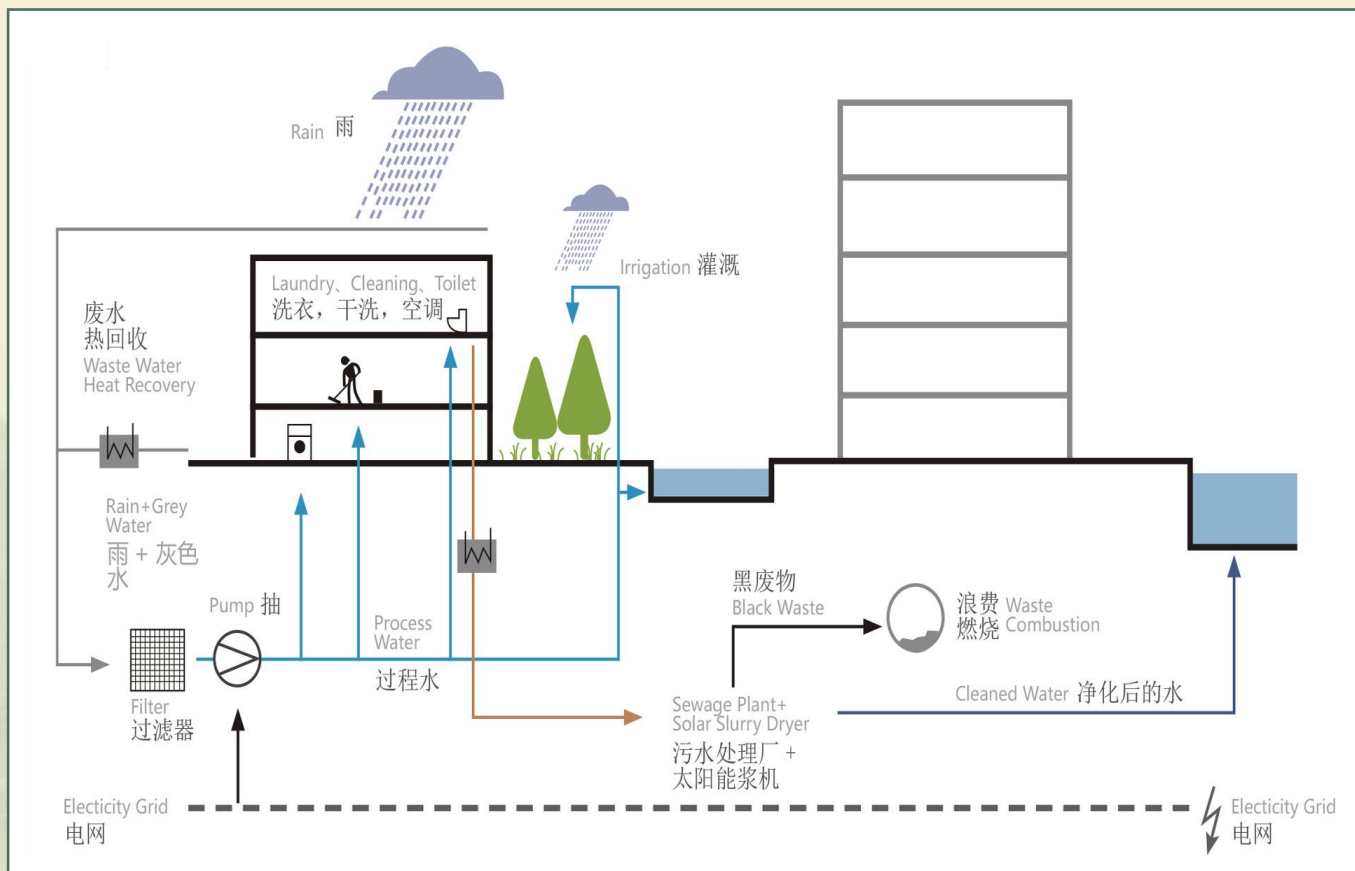 Rain 雨
Irrigation 灌溉
Laundry、Cleaning、Toilet
洗衣，干洗，空调
废水
热回收
Waste Water
Heat Recovery
Rain+Grey
Water
雨 + 灰色
水
Pump 抽
Process
Water
过程水
Filter
过滤器
黑废物
Black Waste
浪费 Waste
燃烧 Combustion
Sewage Plant+
Solar Slurry Dryer
污水处理厂 +
太阳能浆机
Cleaned Water 净化后的水
Electicity Grid
电网
Electicity Grid
电网